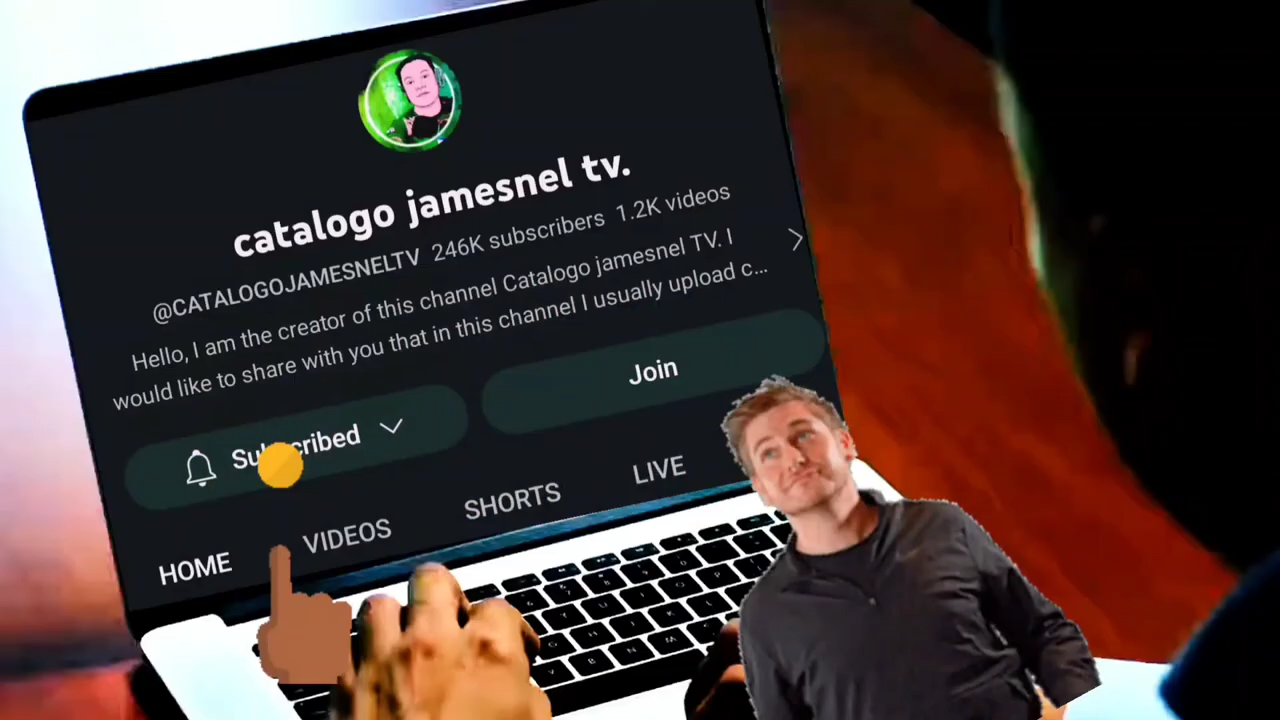 catalogo jamesnel tv.
@CATALOGOJAMESNELTV 246K subscribers 1.2K videos
Hello, I am the creator of this channel Catalogo jamesnel TV. I
would like to share with you that in this channel I usually upload c...
Subscribed
Join
HOME VIDEOS SHORTS LIVE